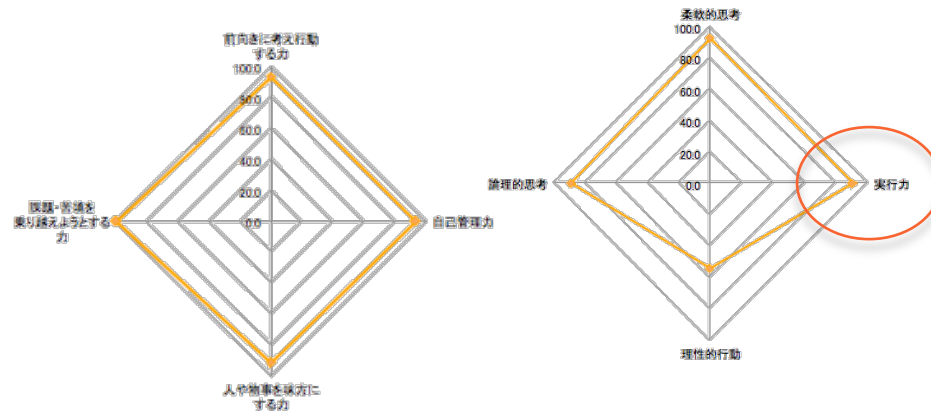 前向きに考え行動
する力
100.0
80.0
60.0
40.0
20.0
0.0
課題・苦境を
乗り越えようとする
力
自己管理力
人や物事を味方に
する力
柔軟的思考
100.0
80.0
60.0
40.0
20.0
0.0
論理的思考
実行力
理性的行動